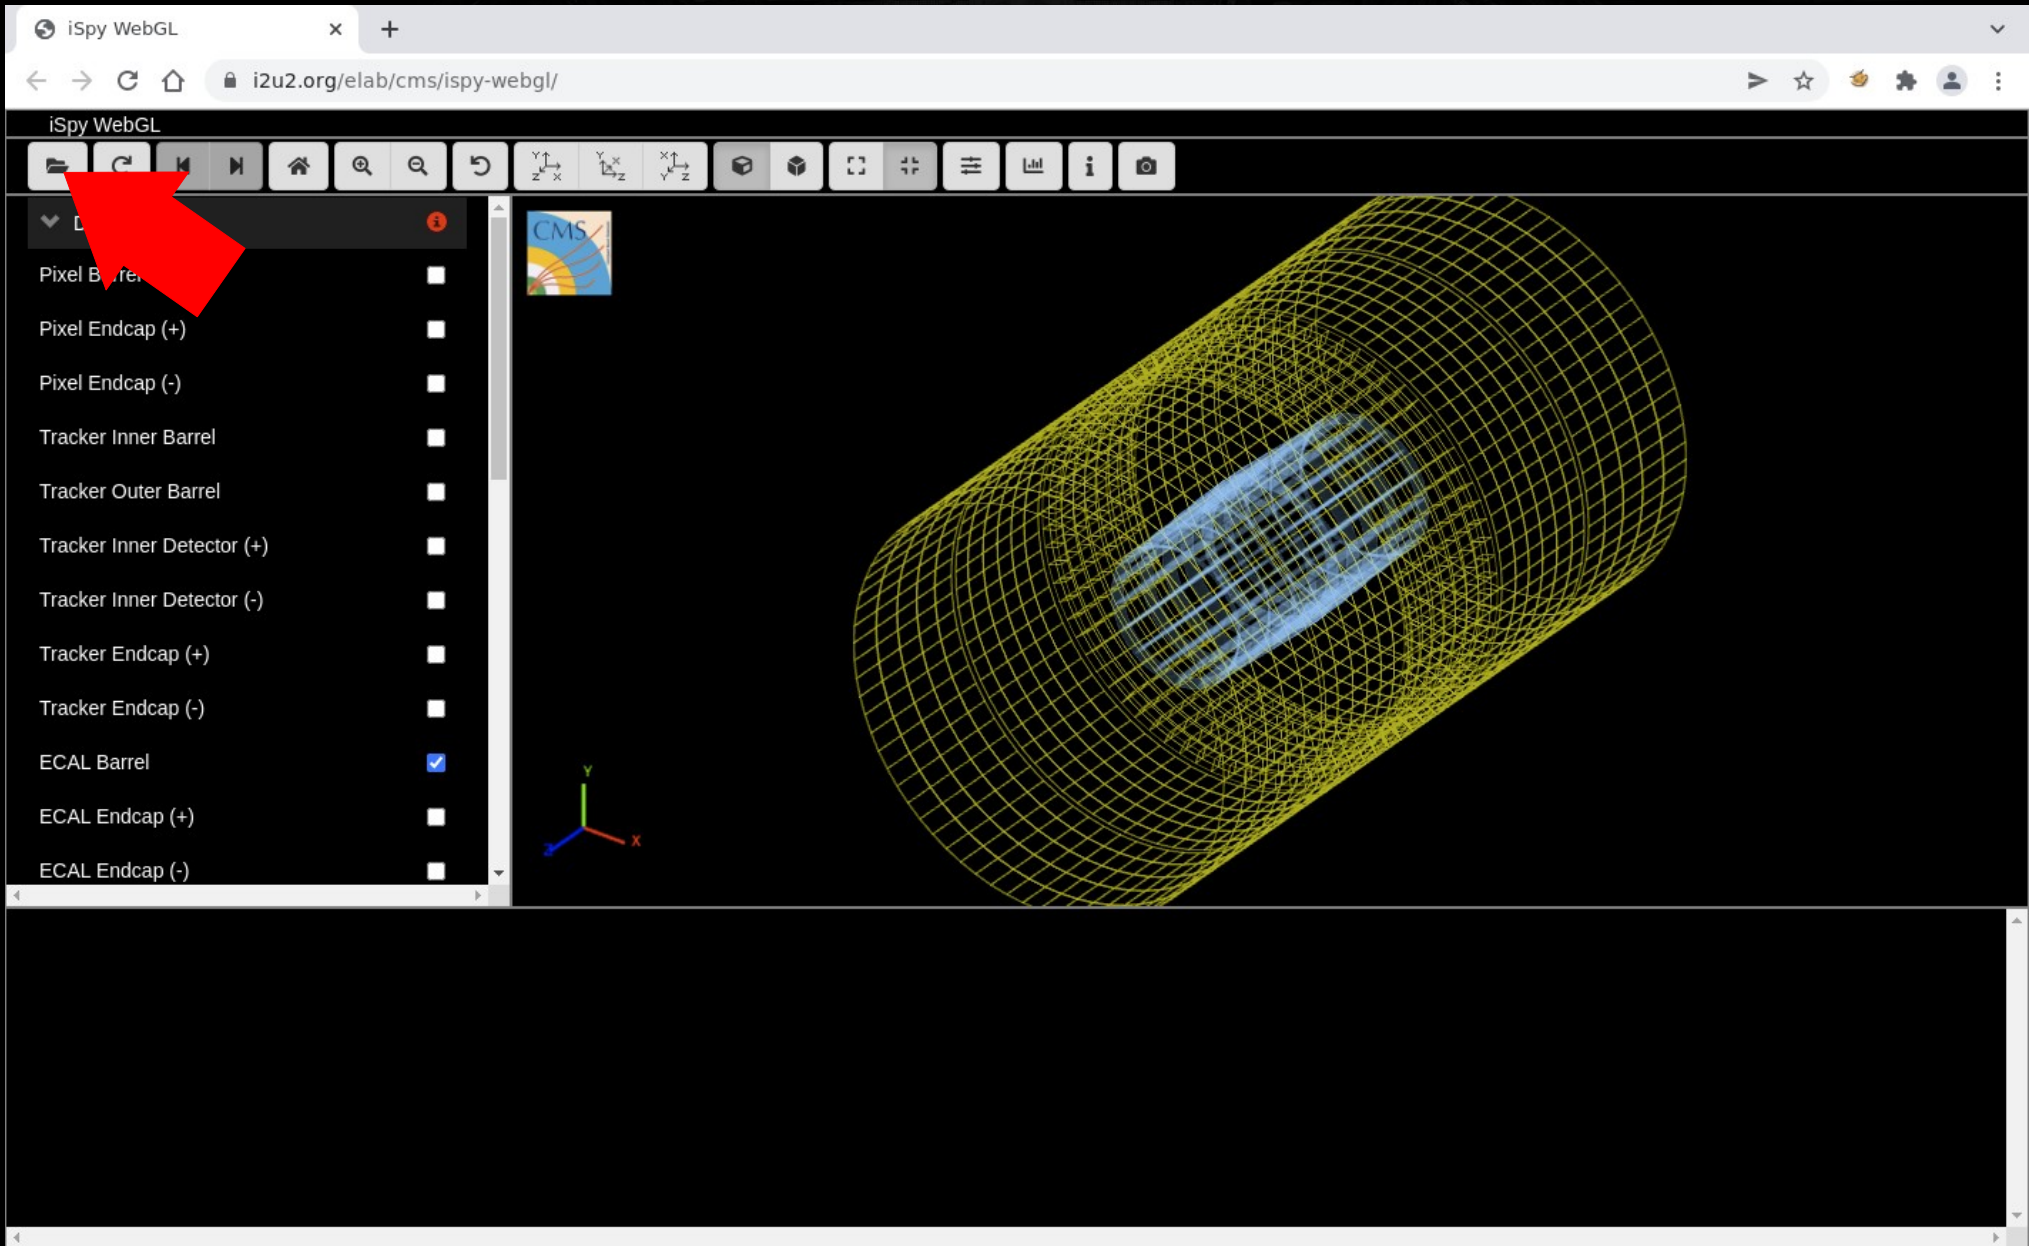 iSpy WebGL
i2u2.org/elab/cms/ispy-webgl/
iSpy WebGL
Y Z X
Y X Z
X Y Z
Pixel Endcap (+)
Pixel Endcap (-)
Tracker Inner Barrel
Tracker Outer Barrel
Tracker Inner Detector (+)
Tracker Inner Detector (-)
Tracker Endcap (+)
Tracker Endcap (-)
ECAL Barrel
ECAL Endcap (+)
ECAL Endcap (-)
CMS
Y
Z
X